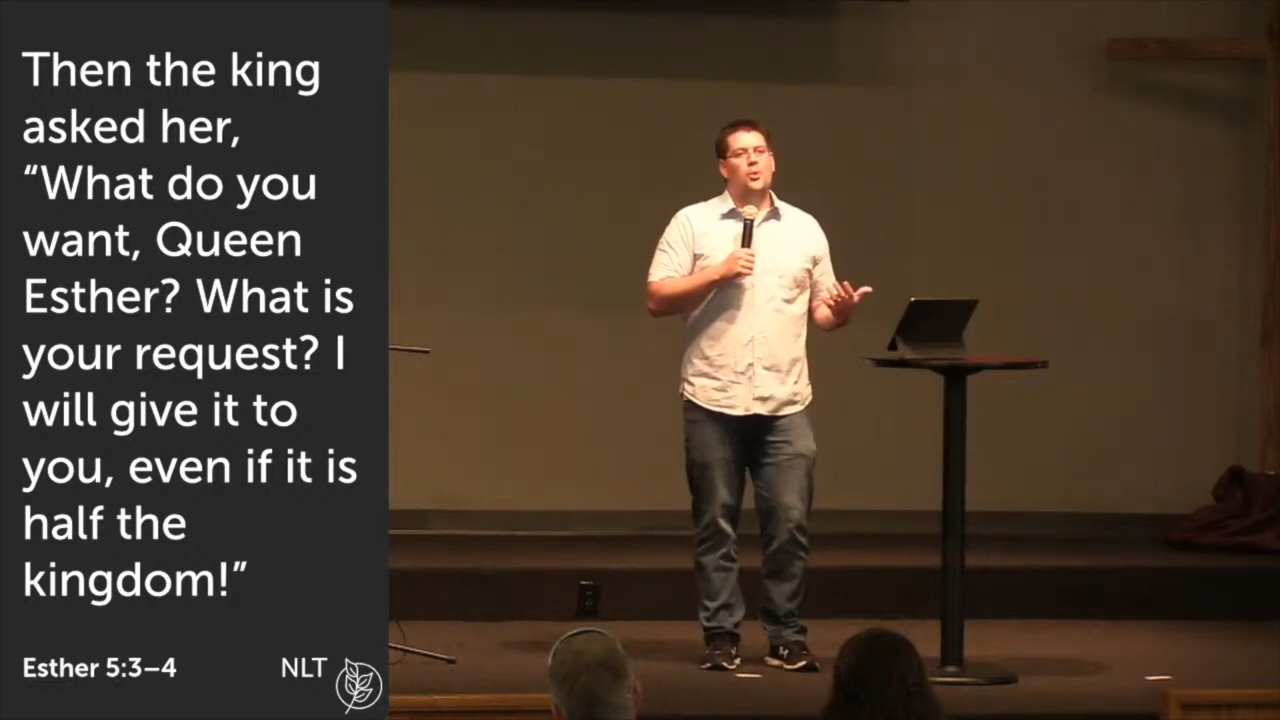 Then the king
asked her,
“What do you
want, Queen
Esther? What is
your request? I
will give it to
you, even if it is
half the
kingdom!”
Esther 5:3–4 NLT